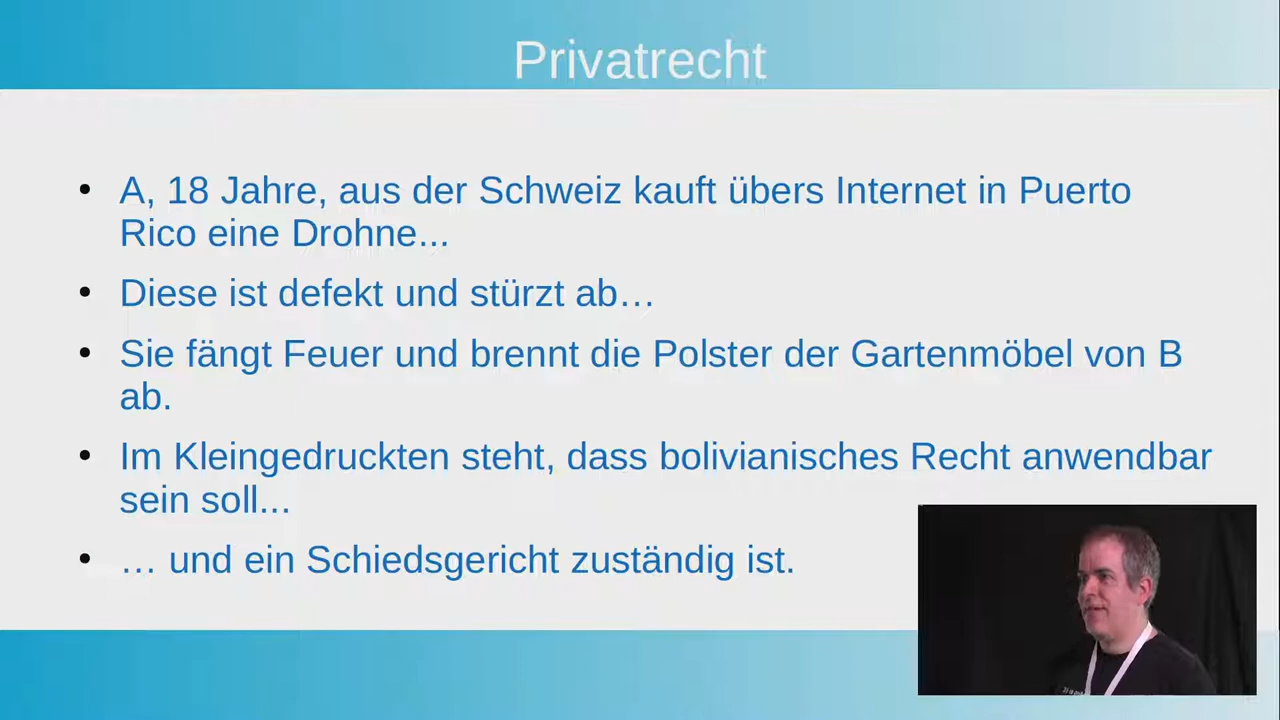 Privatrecht
• A, 18 Jahre, aus der Schweiz kauft übers Internet in Puerto
Rico eine Drohne...
• Diese ist defekt und stürzt ab…
• Sie fängt Feuer und brennt die Polster der Gartenmöbel von B
ab.
• Im Kleingedruckten steht, dass bolivianisches Recht anwendbar
sein soll...
• … und ein Schiedsgericht zuständig ist.